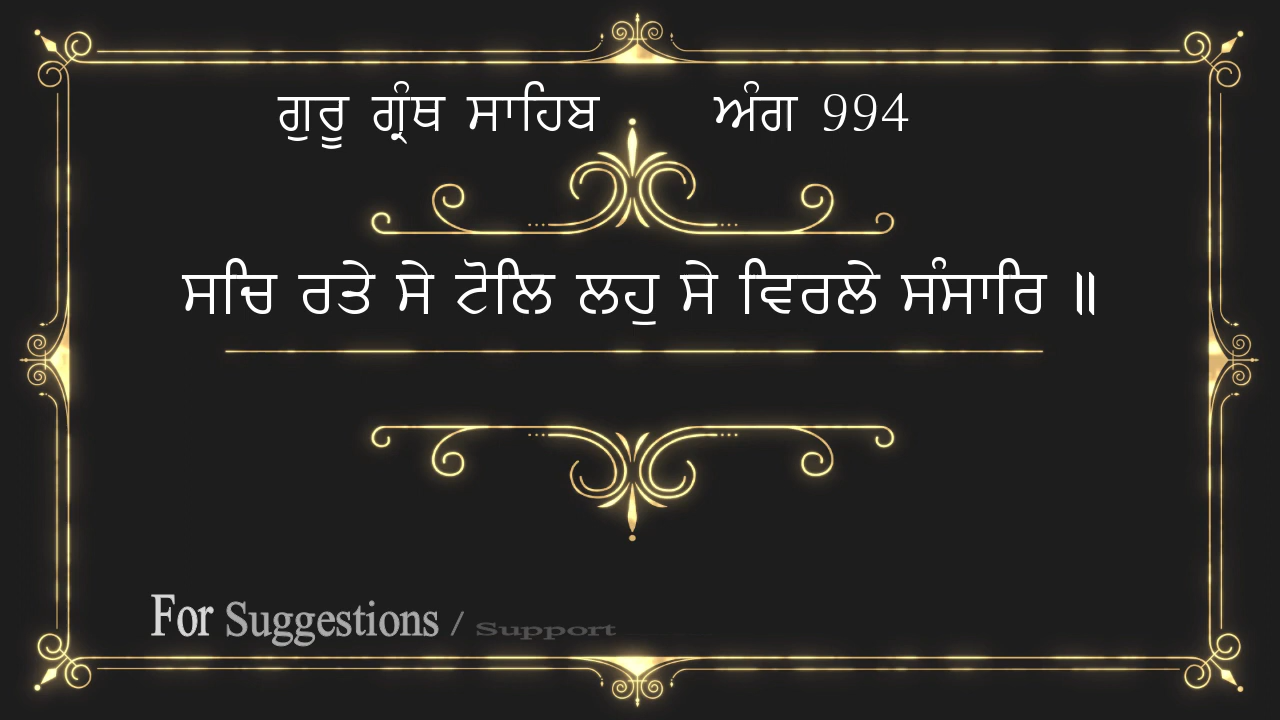 ਗੁਰੂ ਗ੍ਰੰਥ ਸਾਹਿਬ ਅੰਗ 994
ਸਚਿ ਰਤੇ ਸੇ ਟੋਲਿ ਲਹੁ ਸੇ ਵਿਰਲੇ ਸੰਸਾਰਿ ॥
For Suggestions / Support